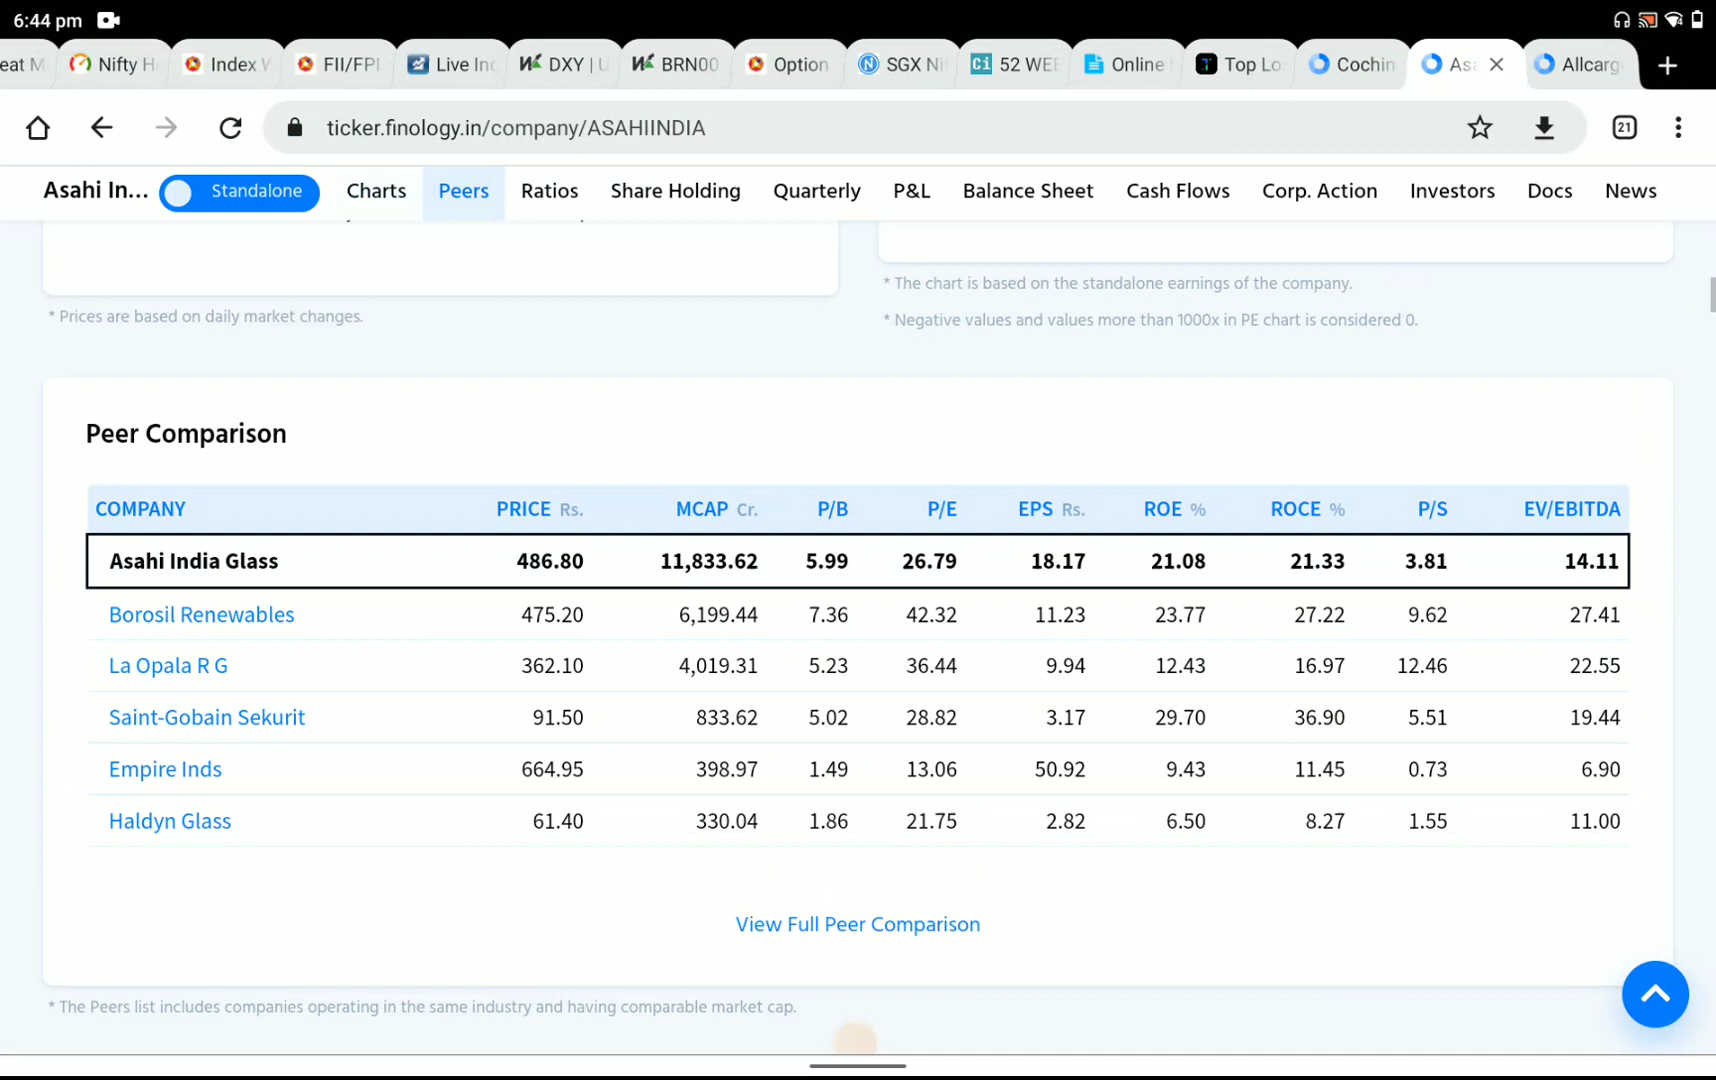 6:44 pm
eat M Nifty H Index W FII/FPI Live Inc DXY | U BRN00 Option SGX Ni 52 WEE Online Top Lo Cochin Asa Allcarg
ticker.finology.in/company/ASAHIINDIA 21
Asahi In... Standalone Charts Peers Ratios Share Holding Quarterly P&L Balance Sheet Cash Flows Corp. Action Investors Docs News
* The chart is based on the standalone earnings of the company.
* Prices are based on daily market changes.
* Negative values and values more than 1000x in PE chart is considered 0.
Peer Comparison
COMPANY PRICE Rs. MCAP Cr. P/B P/E EPS Rs. ROE % ROCE % P/S EV/EBITDA
Asahi India Glass 486.80 11,833.62 5.99 26.79 18.17 21.08 21.33 3.81 14.11
Borosil Renewables 475.20 6,199.44 7.36 42.32 11.23 23.77 27.22 9.62 27.41
La Opala R G 362.10 4,019.31 5.23 36.44 9.94 12.43 16.97 12.46 22.55
Saint-Gobain Sekurit 91.50 833.62 5.02 28.82 3.17 29.70 36.90 5.51 19.44
Empire Inds 664.95 398.97 1.49 13.06 50.92 9.43 11.45 0.73 6.90
Haldyn Glass 61.40 330.04 1.86 21.75 2.82 6.50 8.27 1.55 11.00
View Full Peer Comparison
* The Peers list includes companies operating in the same industry and having comparable market cap.